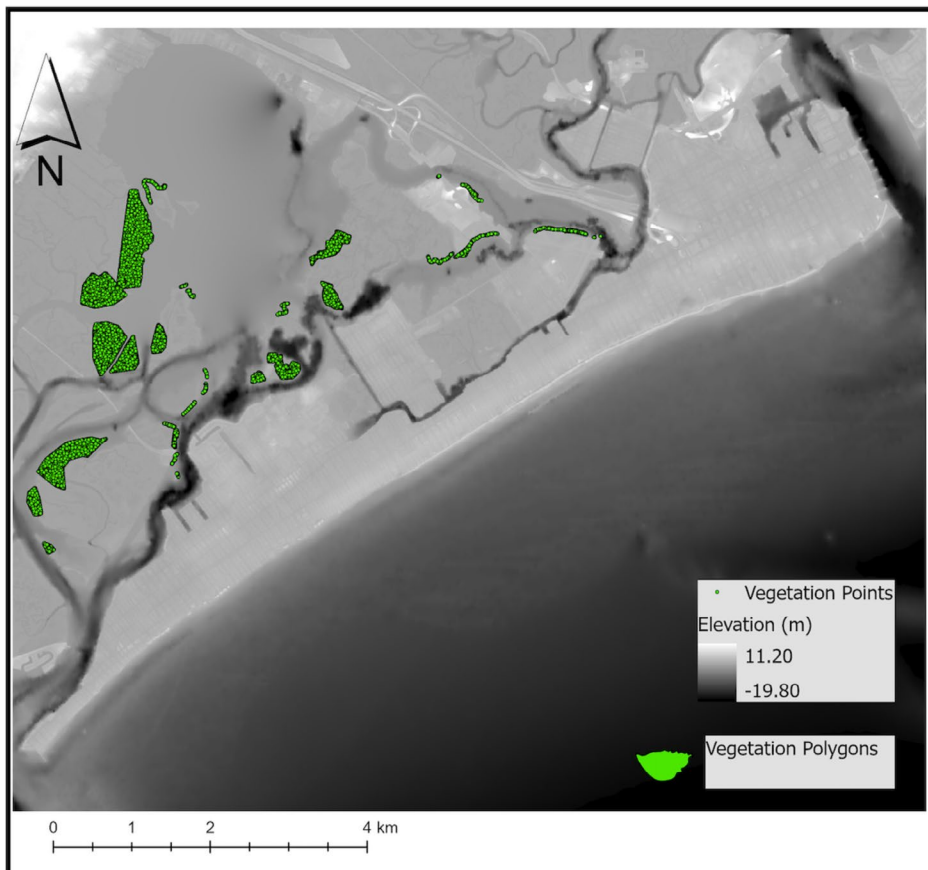 N
Vegetation Points
Elevation (m)
11.20
-19.80
Vegetation Polygons
0 1 2 4 km